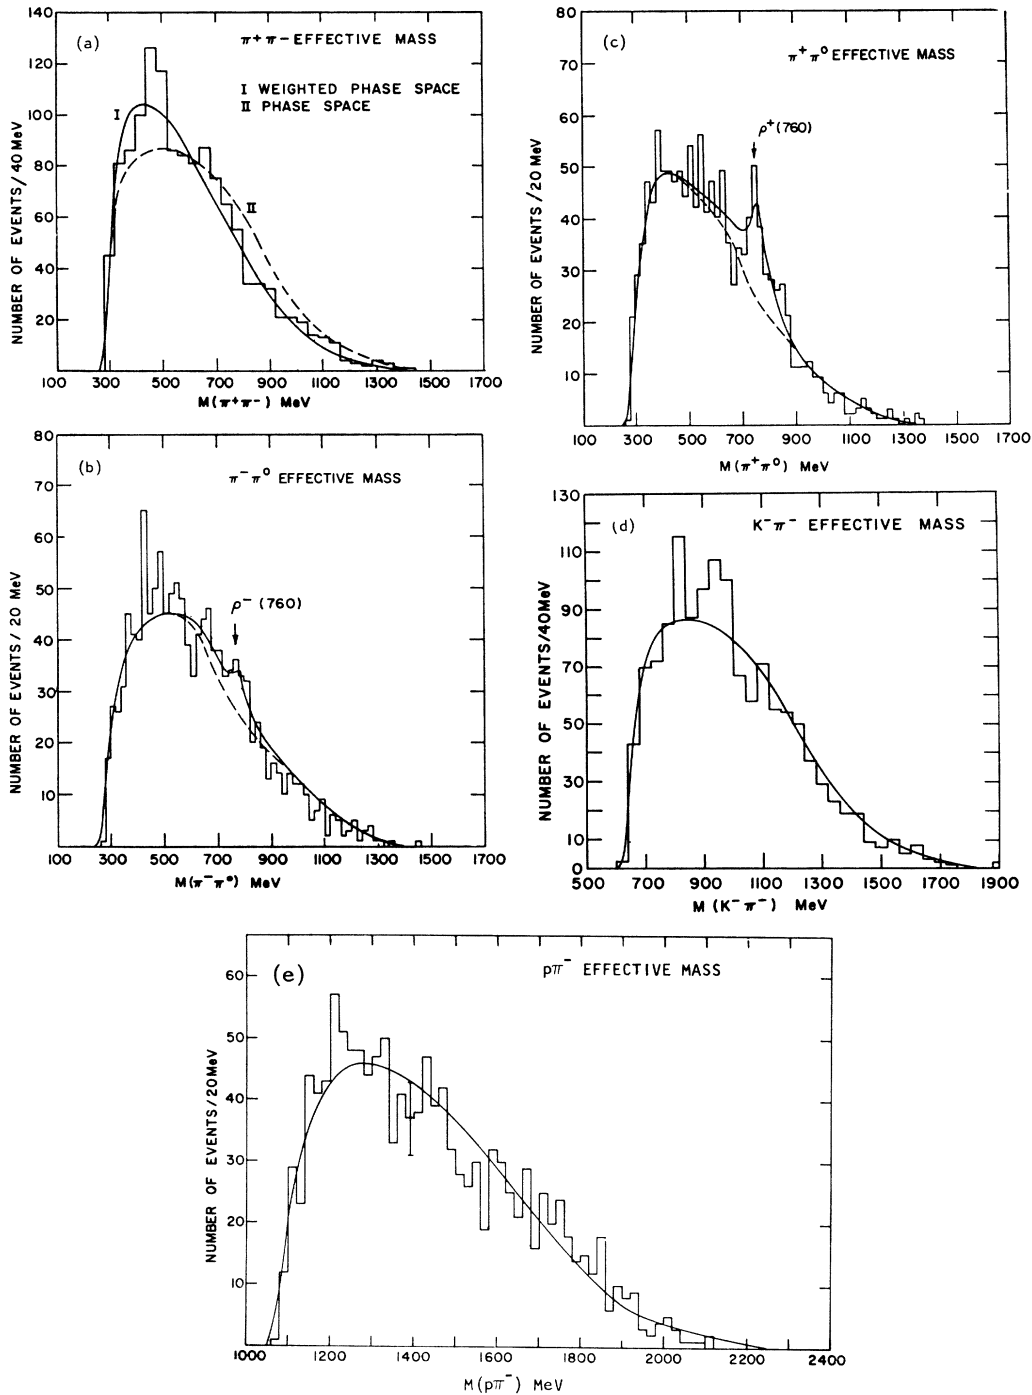 (a)
π+π- EFFECTIVE MASS
I WEIGHTED PHASE SPACE
II PHASE SPACE
I
II
NUMBER OF EVENTS/40 MeV
120
100
80
60
40
20
100 300 500 700 900 1100 1300 1500 1700
M(π+π-) MeV
(c)
π⁺π⁰ EFFECTIVE MASS
ρ⁺(760)
NUMBER OF EVENTS/20 MeV
80
70
60
50
40
30
20
10
100 300 500 700 900 1100 1300 1500 1700
M(π⁺π⁰) MeV
(b)
π⁻π⁰ EFFECTIVE MASS
ρ⁻(760)
NUMBER OF EVENTS/20 MeV
80
70
60
50
40
30
20
10
100 300 500 700 900 1100 1300 1500 1700
M(π⁻π⁰) MeV
(d)
K⁻π⁻ EFFECTIVE MASS
NUMBER OF EVENTS/40MeV
130
110
90
70
50
30
10
0
500 700 900 1100 1300 1500 1700 1900
M (K⁻π⁻) MeV
(e)
pπ⁻ EFFECTIVE MASS
NUMBER OF EVENTS/20MeV
60
50
40
30
20
10
1000 1200 1400 1600 1800 2000 2200 2400
M(pπ⁻) MeV